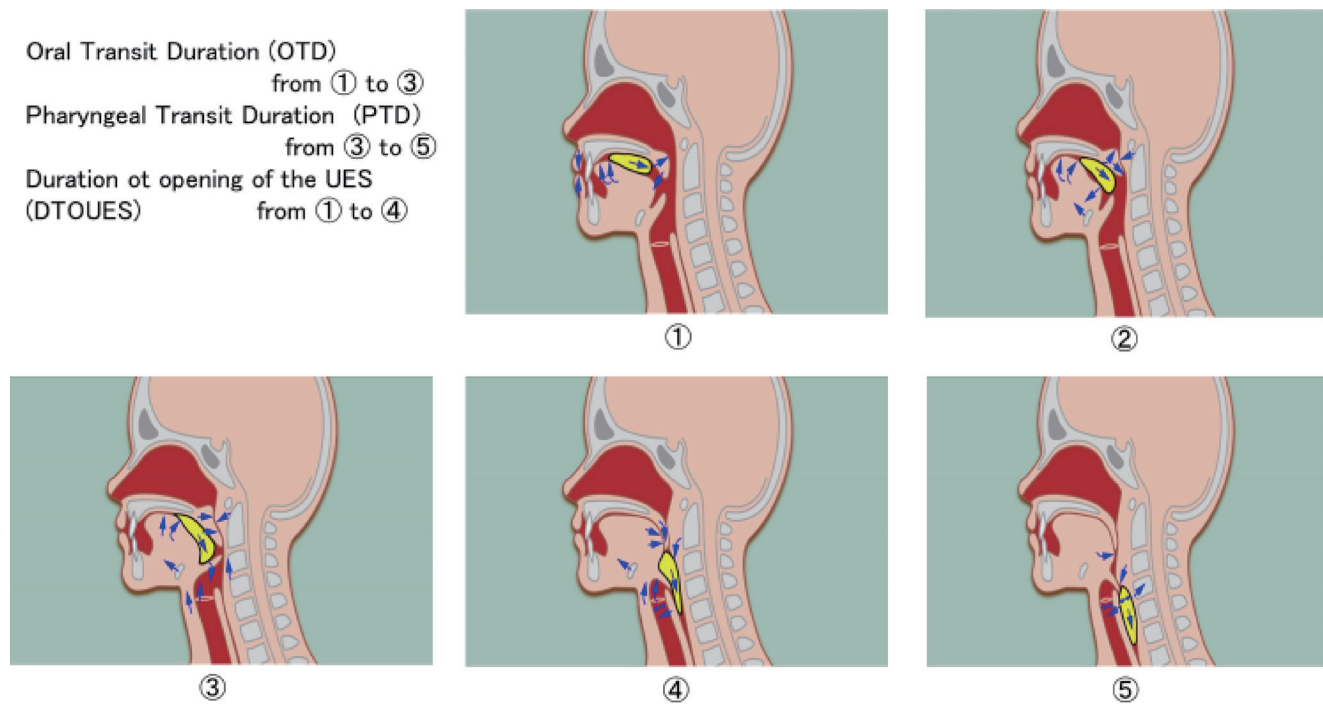 Oral Transit Duration (OTD)
from ① to ③
Pharyngeal Transit Duration (PTD)
from ③ to ⑤
Duration ot opening of the UES
(DTOUES) from ① to ④
①
②
③
④
⑤